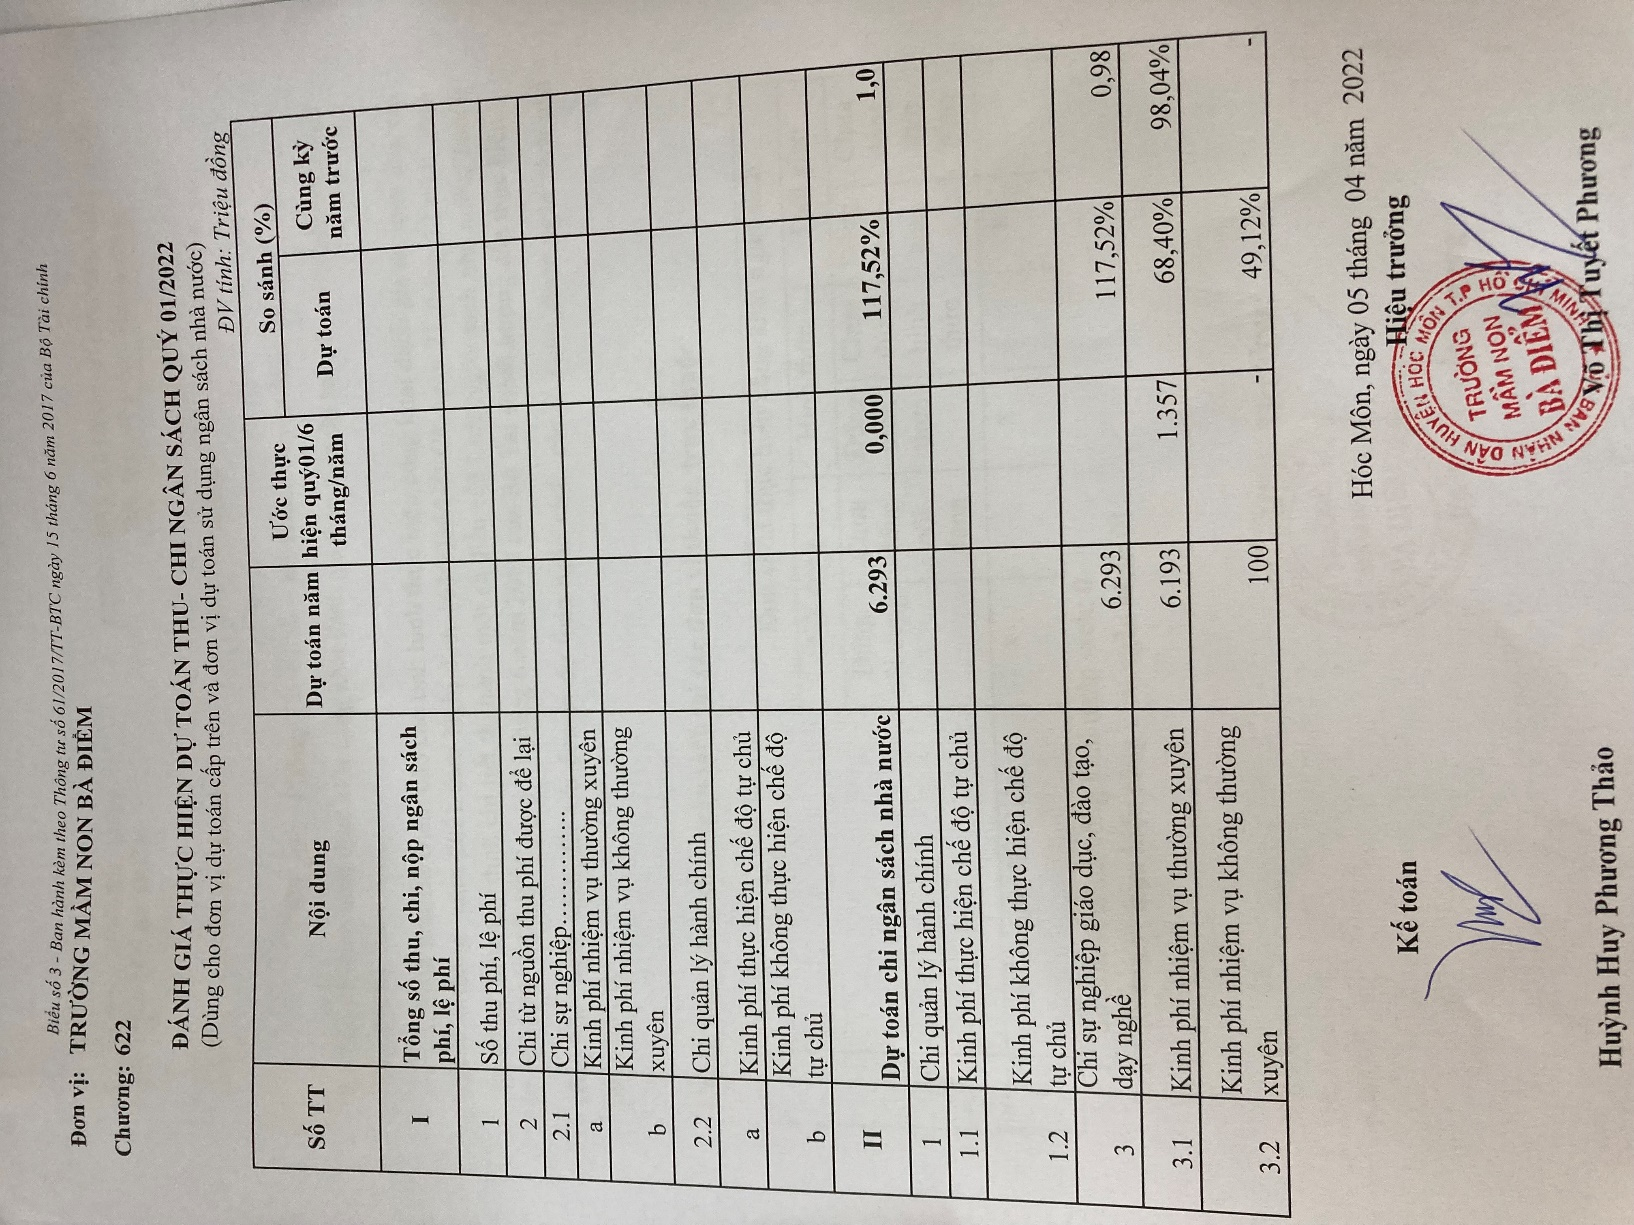 Biểu số 3 - Ban hành kèm theo Thông tư số 61/2017/TT-BTC ngày 15 tháng 6 năm 2017 của Bộ Tài chính
Đơn vị: TRƯỜNG MẦM NON BÀ ĐIỂM
Chương: 622
ĐÁNH GIÁ THỰC HIỆN DỰ TOÁN THU- CHI NGÂN SÁCH QUÝ 01/2022
(Dùng cho đơn vị dự toán cấp trên và đơn vị dự toán sử dụng ngân sách nhà nước)
ĐV tính: Triệu đồng
Số TT Nội dung Dự toán năm Ước thực hiện quý01/6 tháng/năm So sánh (%)
Dự toán Cùng kỳ năm trước
I Tổng số thu, chi, nộp ngân sách phí, lệ phí
1 Số thu phí, lệ phí
2 Chi từ nguồn thu phí được để lại
2.1 Chi sự nghiệp……………
a Kinh phí nhiệm vụ thường xuyên
b Kinh phí nhiệm vụ không thường xuyên
2.2 Chi quản lý hành chính
a Kinh phí thực hiện chế độ tự chủ
b Kinh phí không thực hiện chế độ tự chủ
II Dự toán chi ngân sách nhà nước 6.293 0,000 117,52% 1,0
1 Chi quản lý hành chính
1.1 Kinh phí thực hiện chế độ tự chủ
1.2 Kinh phí không thực hiện chế độ tự chủ
3 Chi sự nghiệp giáo dục, đào tạo, dạy nghề 6.293 117,52% 0,98
3.1 Kinh phí nhiệm vụ thường xuyên 6.193 1.357 68,40% 98,04%
3.2 Kinh phí nhiệm vụ không thường xuyên 100 - 49,12% -
Hóc Môn, ngày 05 tháng 04 năm 2022
Kế toán Hiệu trưởng
ỦY BAN NHÂN DÂN HUYỆN HÓC MÔN T.P HỒ CHÍ MINH
TRƯỜNG
MẦM NON
BÀ ĐIỂM
Huỳnh Huy Phương Thảo Võ Thị Tuyết Phương